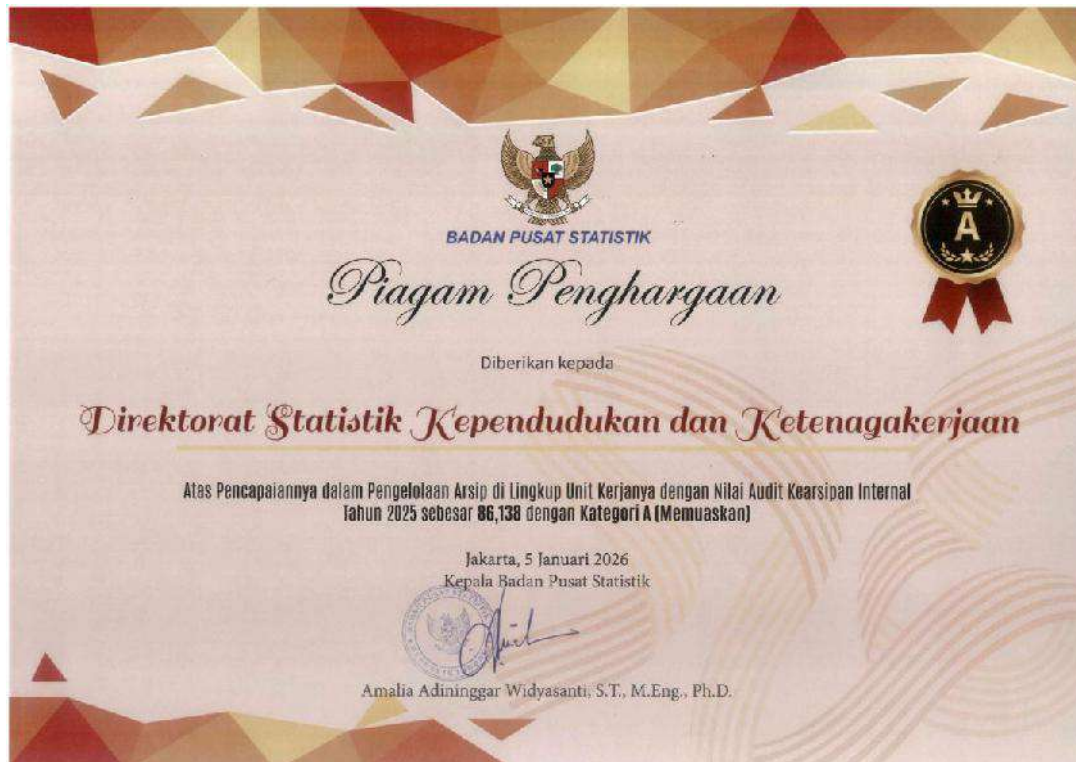 BADAN PUSAT STATISTIK
Piagam Penghargaan
A
Diberikan kepada
Direktorat Statistik Kependudukan dan Ketenagakerjaan
Atas Pencapaiannya dalam Pengelolaan Arsip di Lingkup Unit Kerjanya dengan Nilai Audit Kearsipan Internal
Tahun 2025 sebesar 86,138 dengan Kategori A (Memuaskan)
Jakarta, 5 Januari 2026
Kepala Badan Pusat Statistik
Amalia Adininggar Widyasanti, S.T., M.Eng., Ph.D.